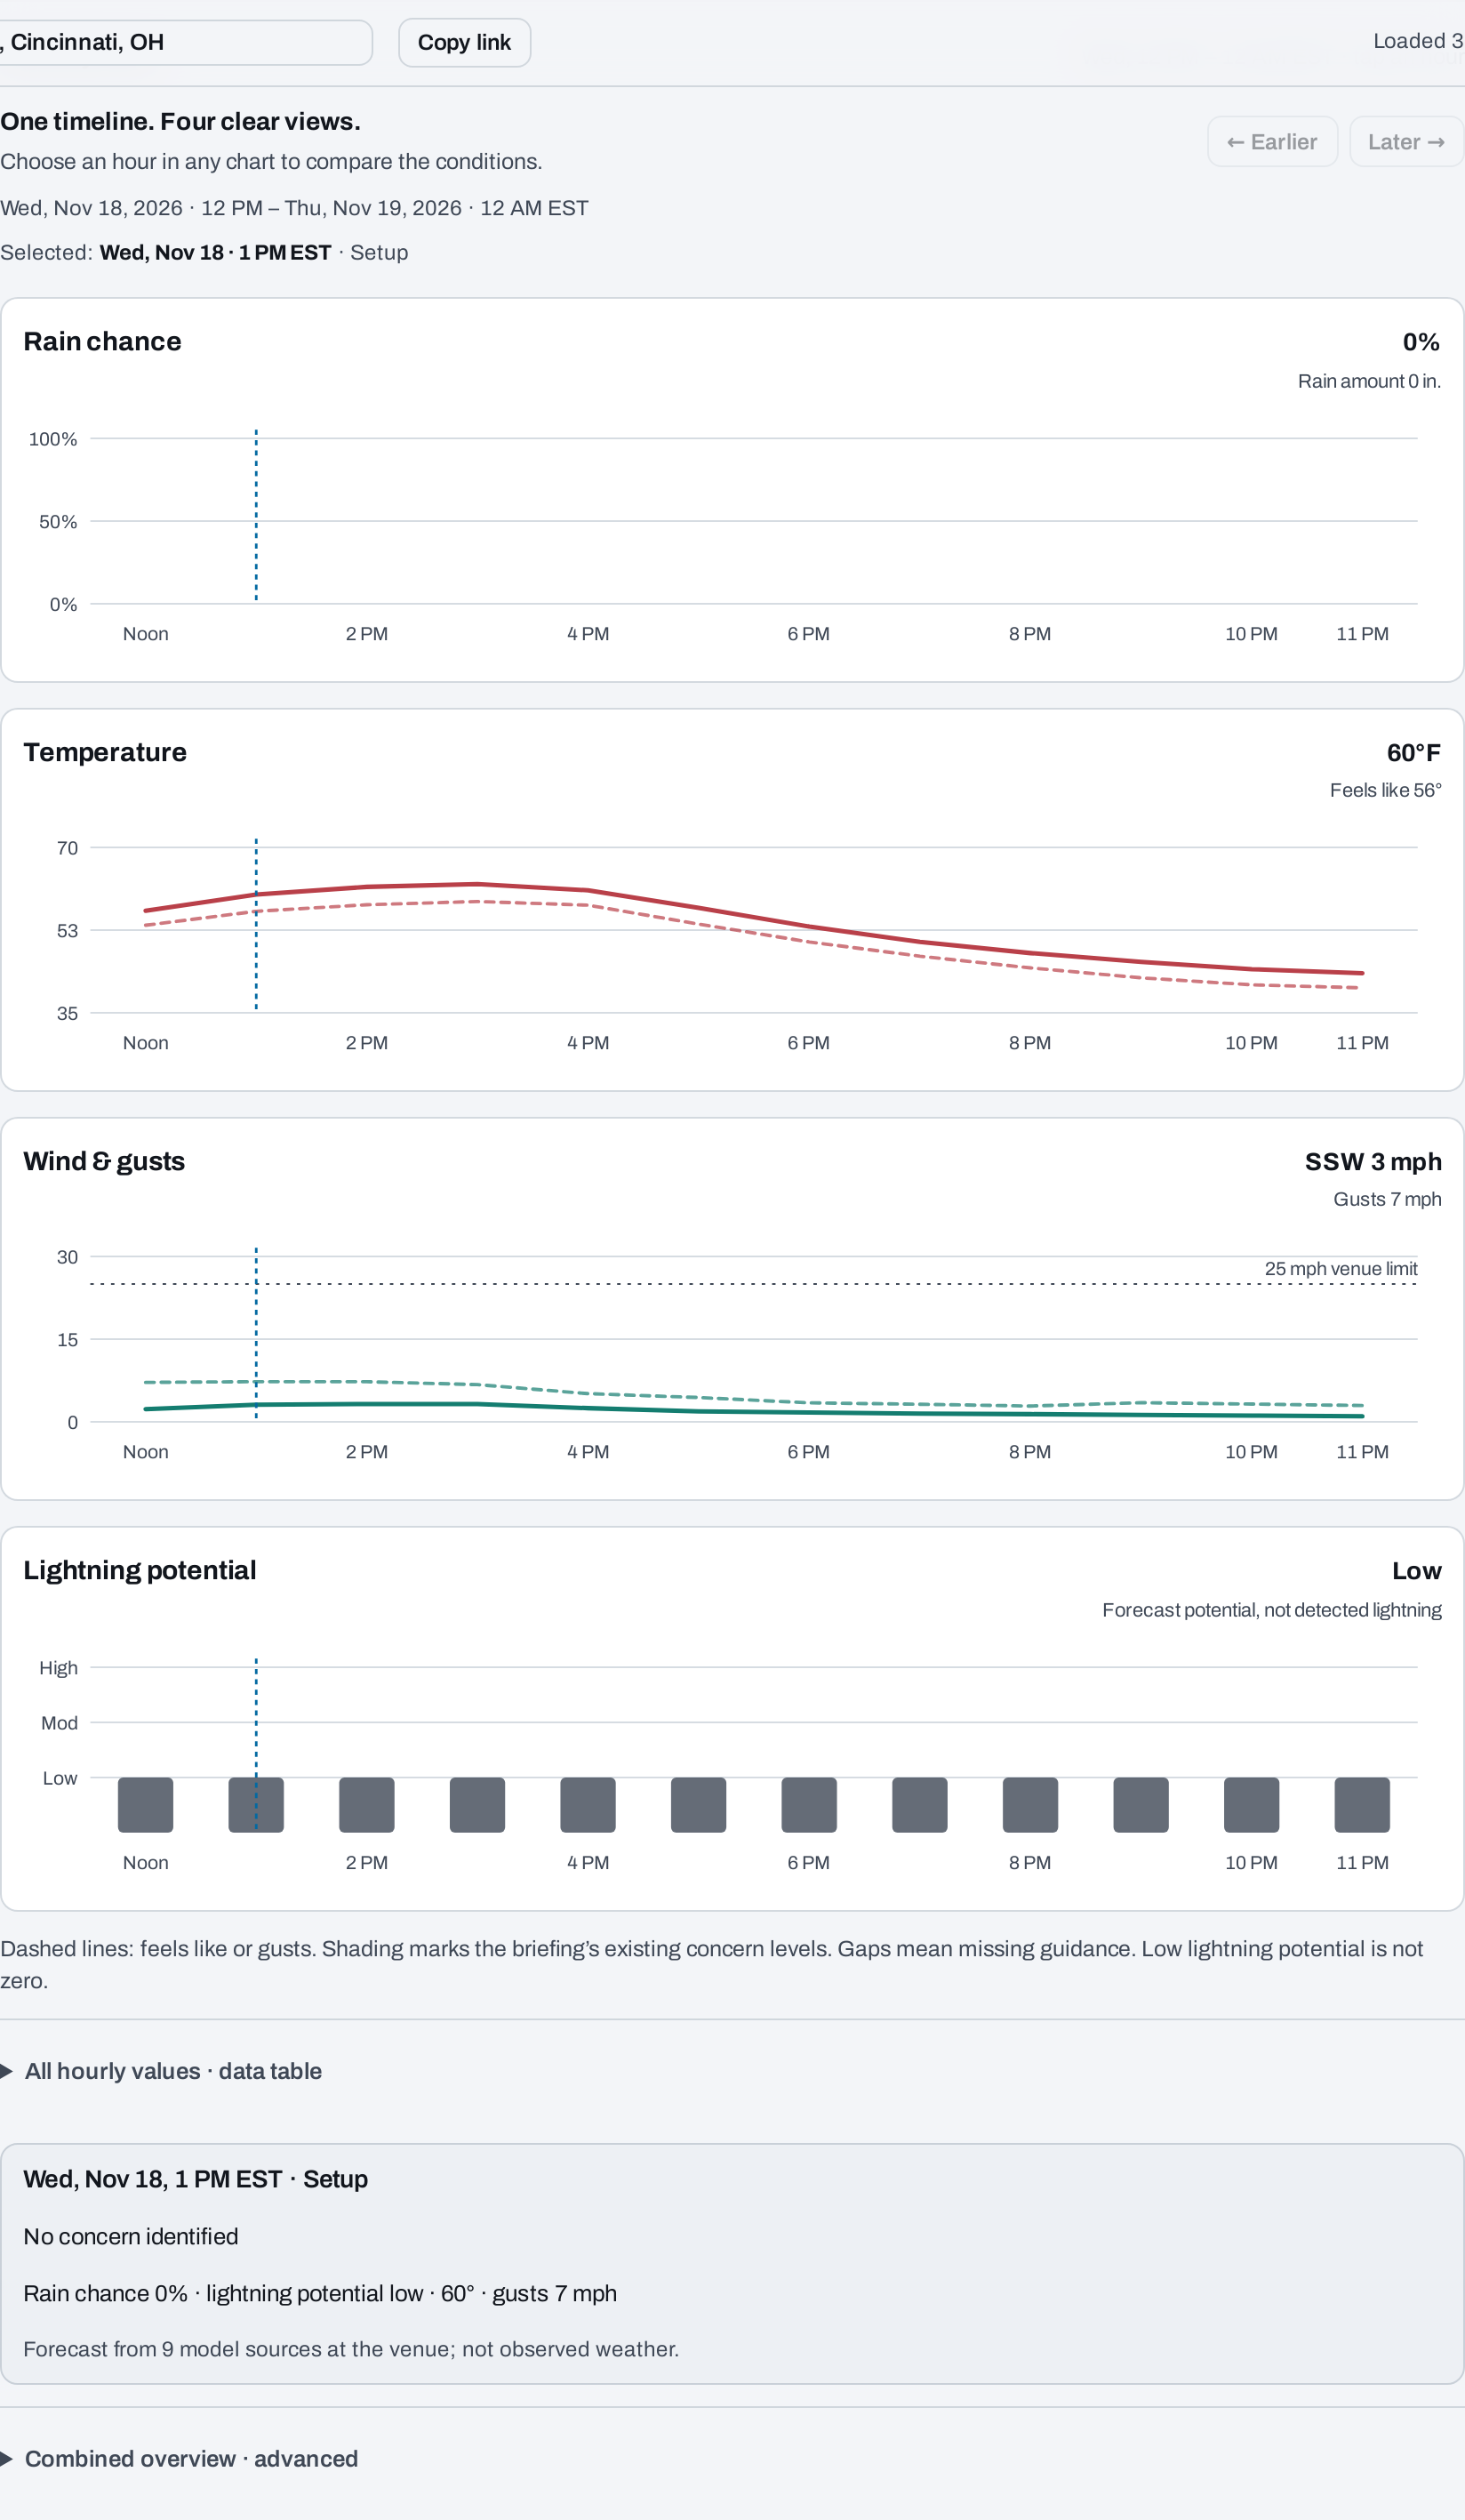 , Cincinnati, OH
Copy link
Loaded 3
One timeline. Four clear views.
Choose an hour in any chart to compare the conditions.
← Earlier
Later →
Wed, Nov 18, 2026 · 12 PM – Thu, Nov 19, 2026 · 12 AM EST
Selected: Wed, Nov 18 · 1 PM EST · Setup
Rain chance
0%
Rain amount 0 in.
100%
50%
0%
Noon 2 PM 4 PM 6 PM 8 PM 10 PM 11 PM
Temperature
60°F
Feels like 56°
70
53
35
Noon 2 PM 4 PM 6 PM 8 PM 10 PM 11 PM
Wind & gusts
SSW 3 mph
Gusts 7 mph
30
25 mph venue limit
15
0
Noon 2 PM 4 PM 6 PM 8 PM 10 PM 11 PM
Lightning potential
Low
Forecast potential, not detected lightning
High
Mod
Low
Noon 2 PM 4 PM 6 PM 8 PM 10 PM 11 PM
Dashed lines: feels like or gusts. Shading marks the briefing’s existing concern levels. Gaps mean missing guidance. Low lightning potential is not
zero.
All hourly values · data table
Wed, Nov 18, 1 PM EST · Setup
No concern identified
Rain chance 0% · lightning potential low · 60° · gusts 7 mph
Forecast from 9 model sources at the venue; not observed weather.
Combined overview · advanced